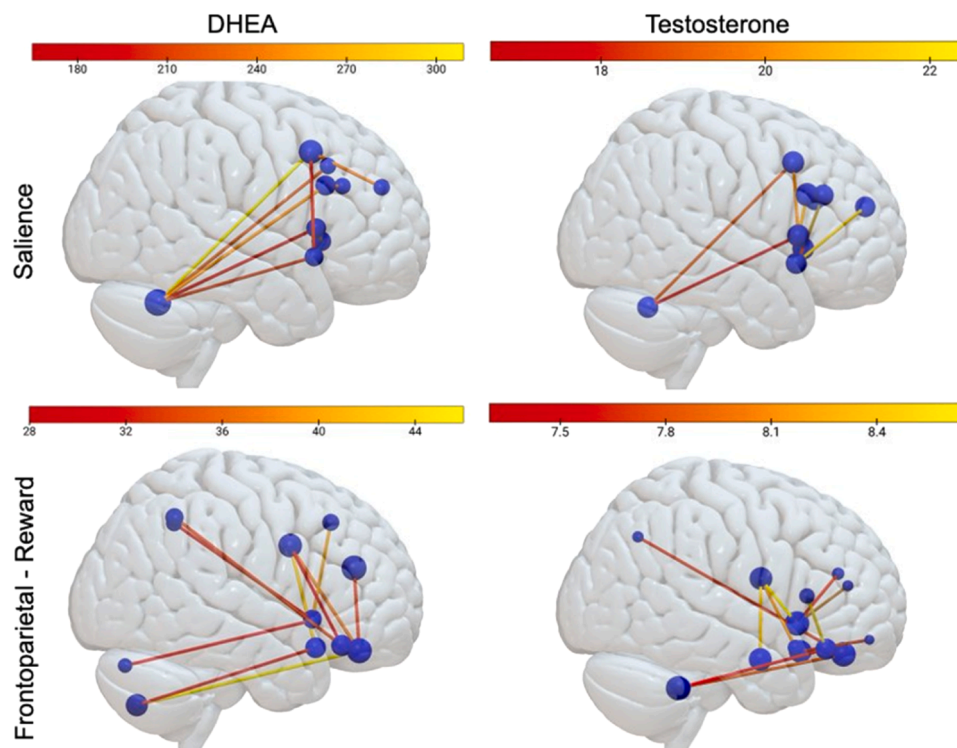 DHEA
Testosterone
180 210 240 270 300
18 20 22
Salience
28 32 36 40 44
7.5 7.8 8.1 8.4
Frontoparietal - Reward